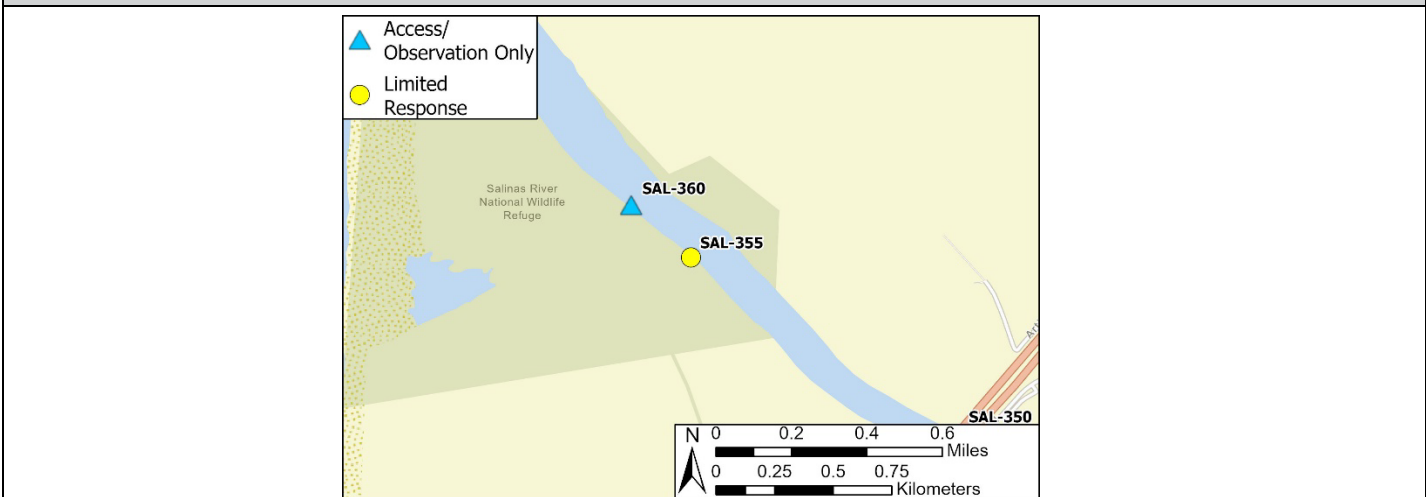 Access/
Observation Only
Limited
Response
Salinas River
National Wildlife
Refuge
SAL-360
SAL-355
SAL-350
N
0 0.2 0.4 0.6
Miles
0 0.25 0.5 0.75
Kilometers